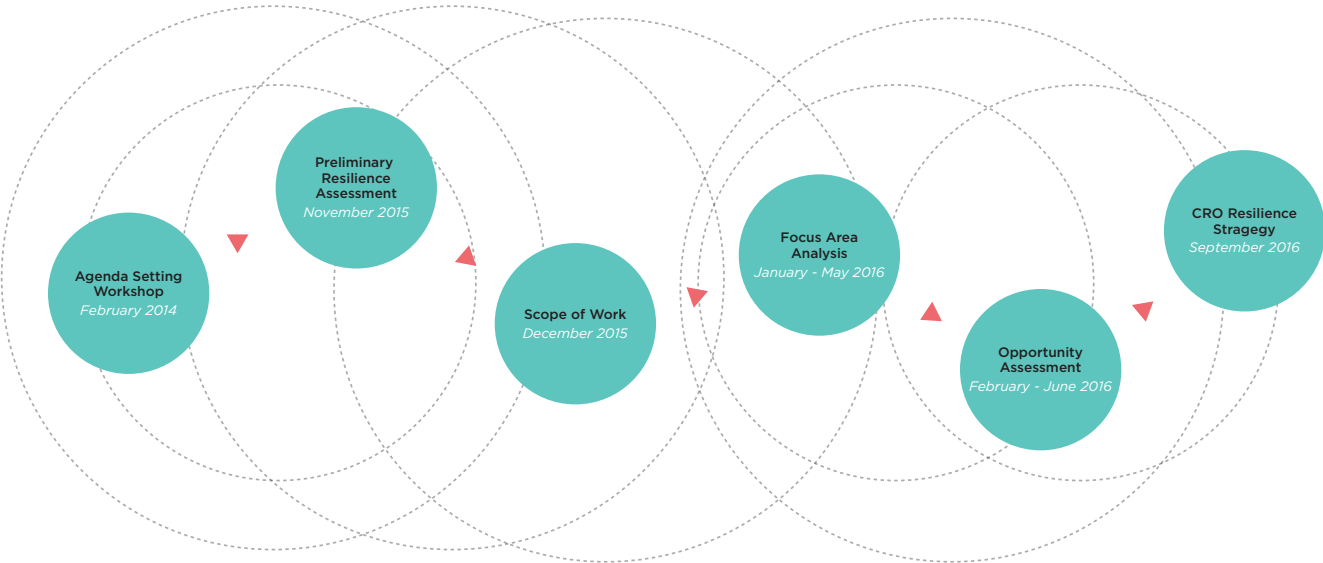 Agenda Setting
Workshop
February 2014
Preliminary
Resilience
Assessment
November 2015
Scope of Work
December 2015
Focus Area
Analysis
January - May 2016
Opportunity
Assessment
February - June 2016
CRO Resilience
Stragegy
September 2016